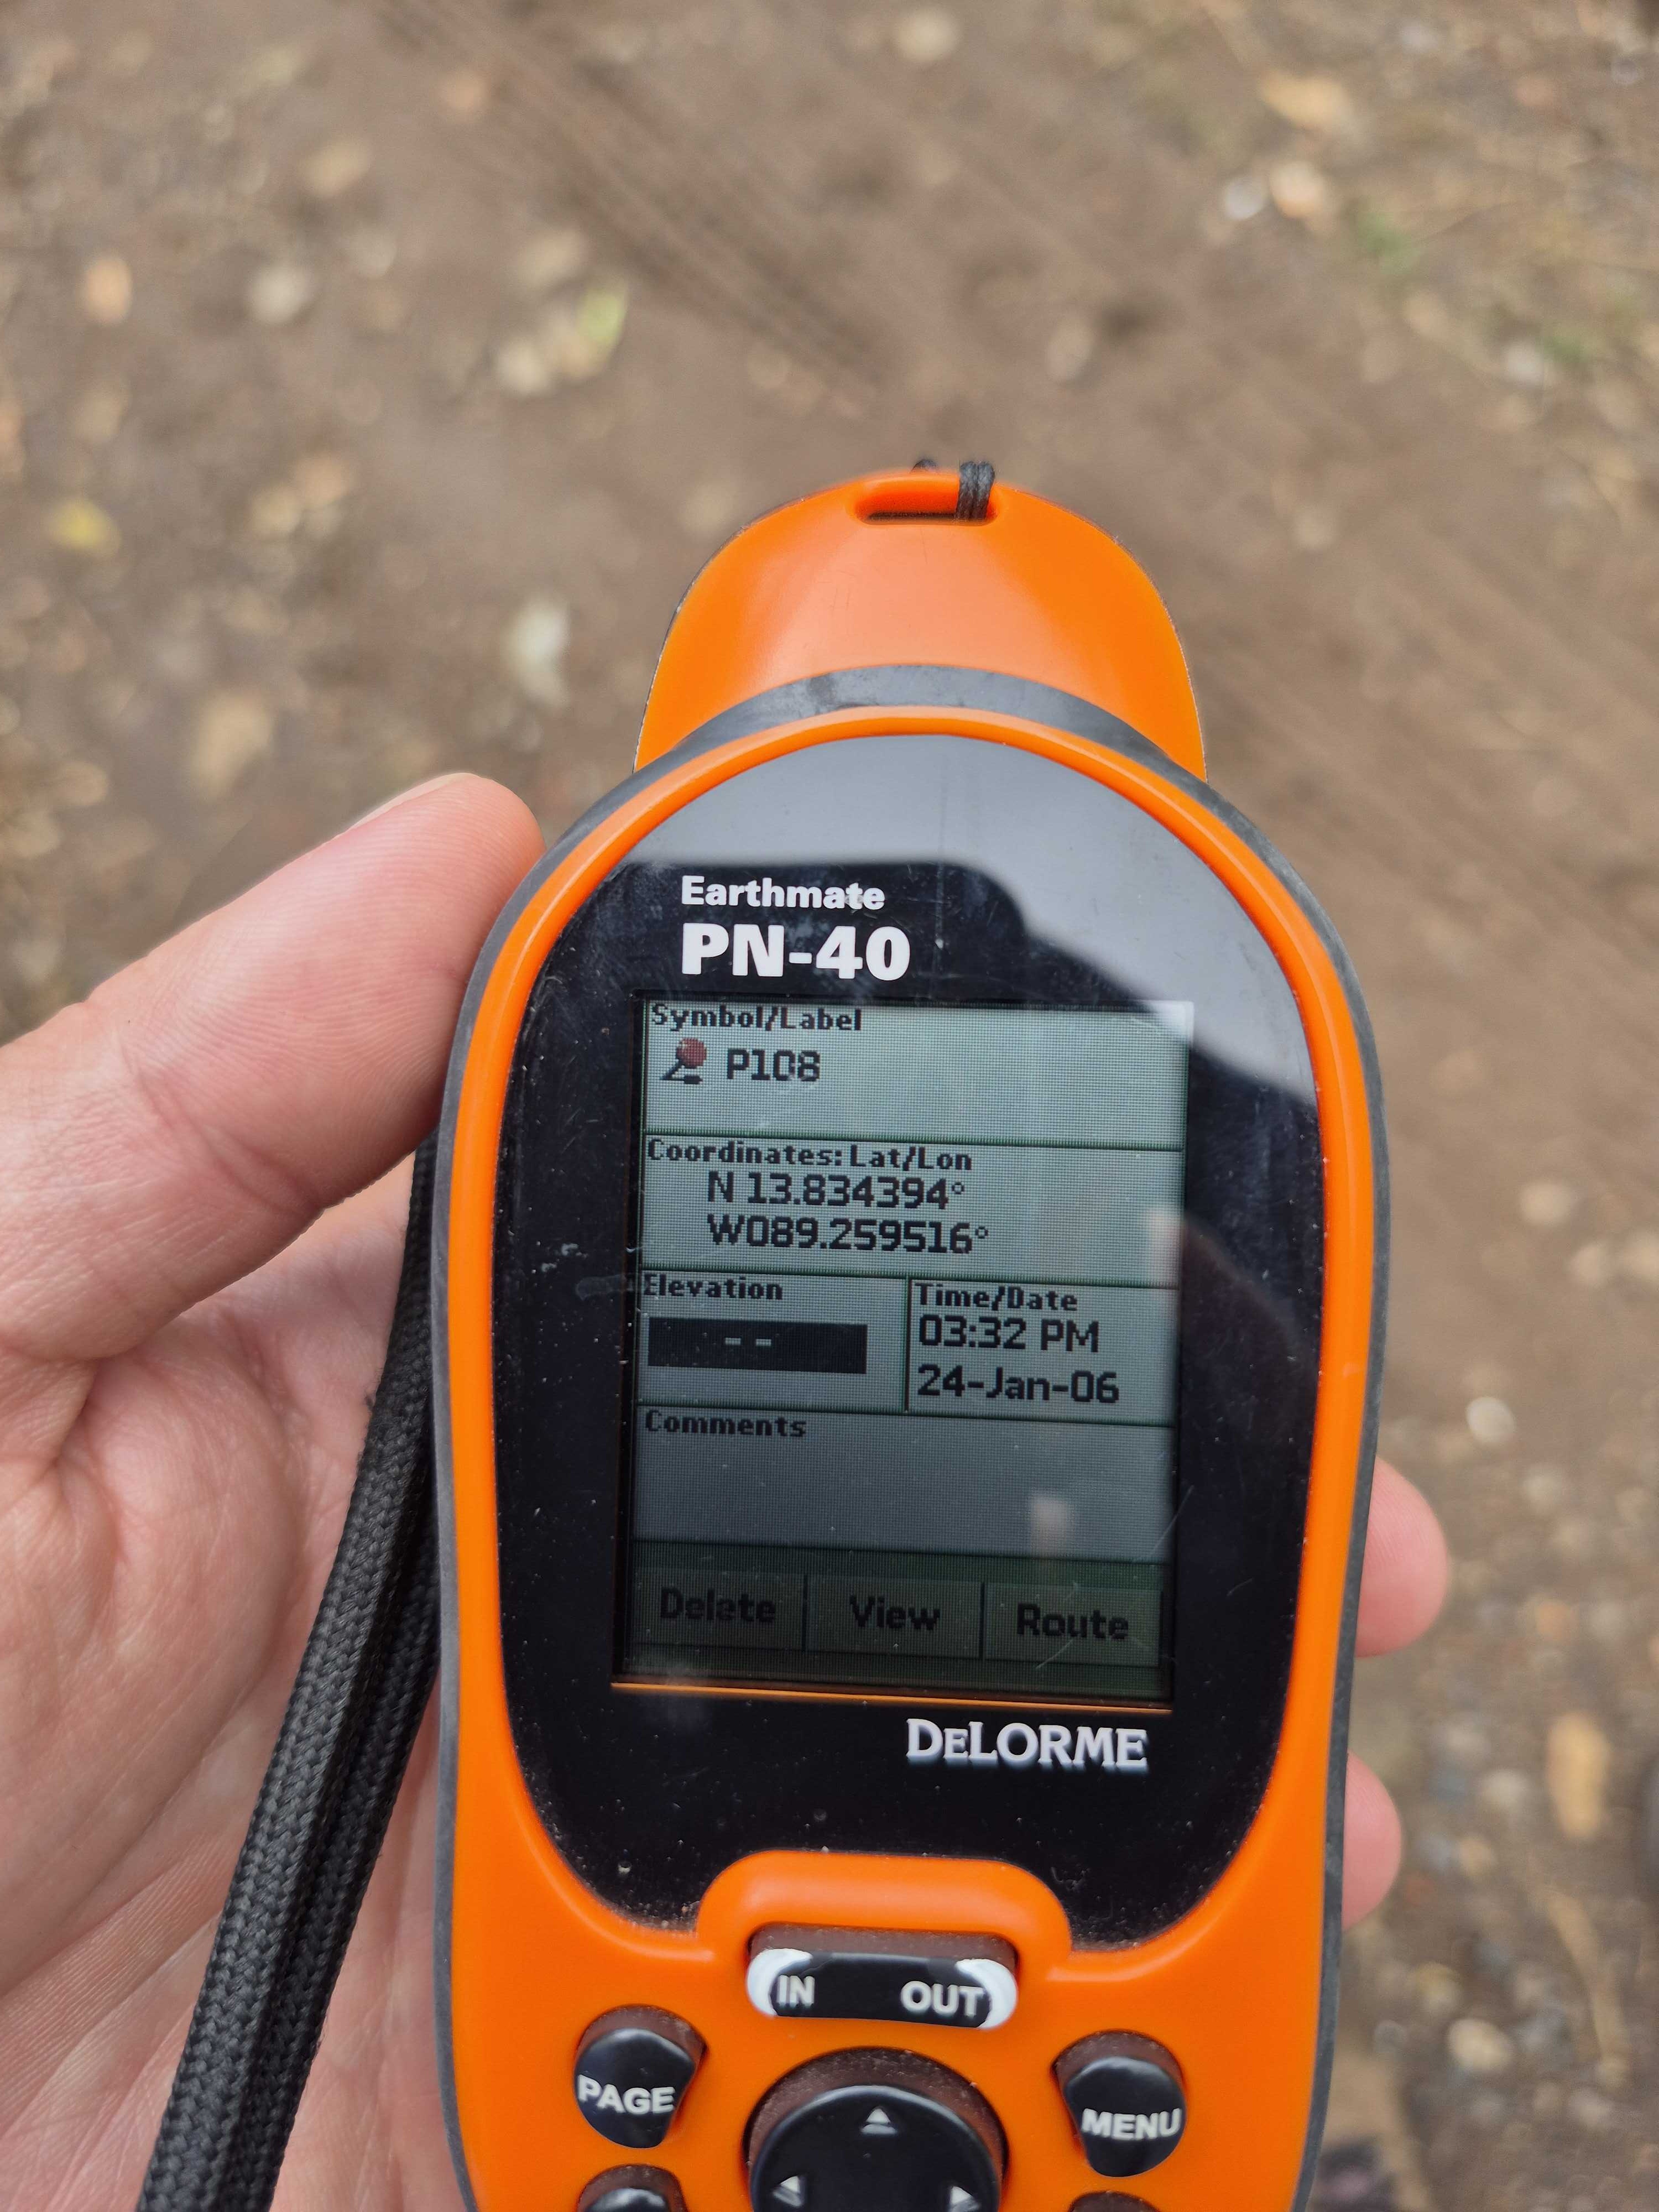 Earthmate
PN-40
Symbol/Label
P108
Coordinates: Lat/Lon
N 13.834394°
W089.259516°
Elevation
--
Time/Date
03:32 PM
24-Jan-06
Comments
Delete View Route
DeLORME
IN OUT
PAGE
MENU